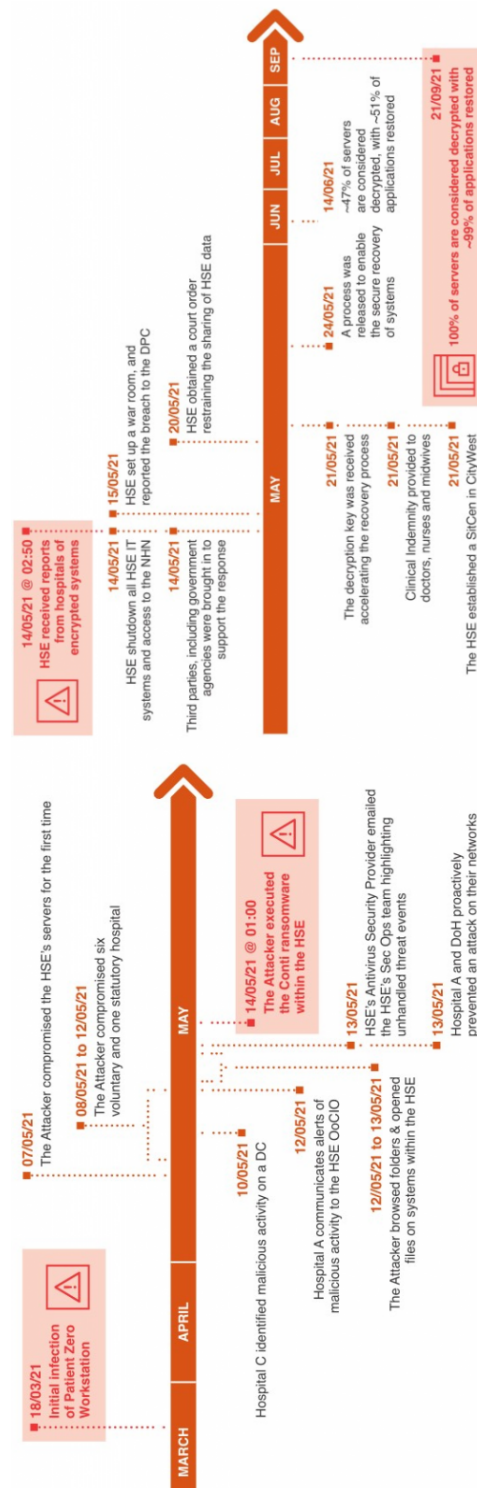 18/03/21
Initial infection
of Patient Zero
Workstation
07/05/21
The Attacker compromised the HSE's servers for the first time
08/05/21 to 12/05/21
The Attacker compromised six
voluntary and one statutory hospital
MARCH
APRIL
MAY
10/05/21
Hospital C identified malicious activity on a DC
12/05/21
Hospital A communicates alerts of
malicious activity to the HSE OoCIO
12//05/21 to 13/05/21
The Attacker browsed folders & opened
files on systems within the HSE
14/05/21 @ 01:00
The Attacker executed
the Conti ransomware
within the HSE
13/05/21
HSE's Antivirus Security Provider emailed
the HSE's Sec Ops team highlighting
unhandled threat events
13/05/21
Hospital A and DoH proactively
prevented an attack on their networks
14/05/21 @ 02:50
HSE received reports
from hospitals of
encrypted systems
14/05/21
HSE shutdown all HSE IT
systems and access to the NHN
14/05/21
Third parties, including government
agencies were brought in to
support the response
15/05/21
HSE set up a war room, and
reported the breach to the DPC
20/05/21
HSE obtained a court order
restraining the sharing of HSE data
MAY
JUN
JUL
AUG
SEP
21/05/21
The decryption key was received
accelerating the recovery process
21/05/21
Clinical Indemnity provided to
doctors, nurses and midwives
21/05/21
The HSE established a SitCen in CityWest
24/05/21
A process was
released to enable
the secure recovery
of systems
14/06/21
~47% of servers
are considered
decrypted, with ~51% of
applications restored
21/09/21
100% of servers are considered decrypted with
~99% of applications restored